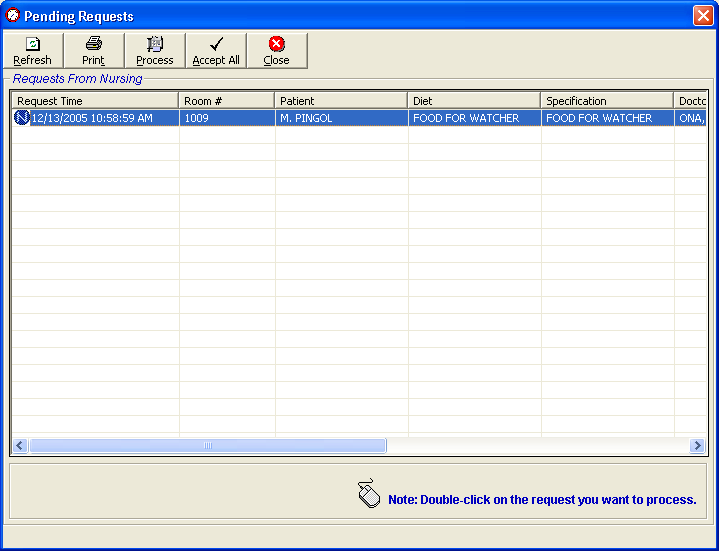 Pending Requests
Refresh Print Process Accept All Close
Requests From Nursing
Request Time Room # Patient Diet Specification Docto
N 12/13/2005 10:58:59 AM 1009 M. PINGOL FOOD FOR WATCHER FOOD FOR WATCHER ONA,
Note: Double-click on the request you want to process.